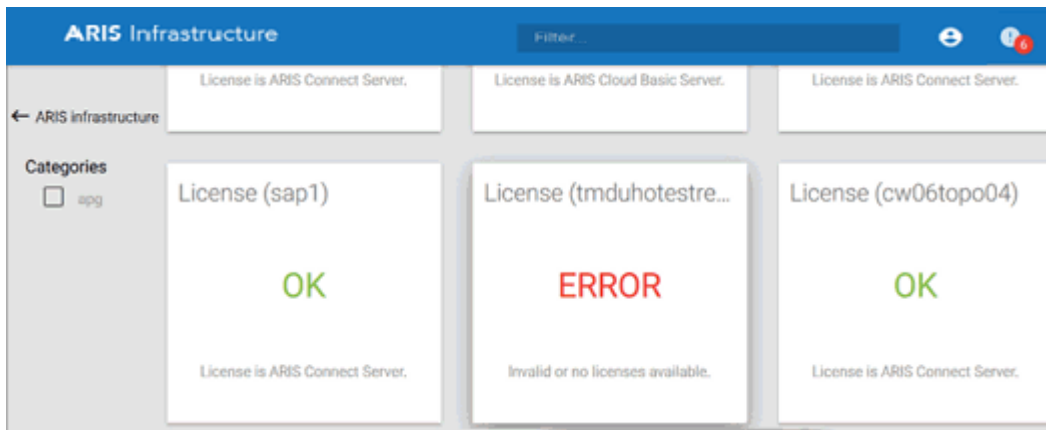 ARIS Infrastructure
Filter...
6
License is ARIS Connect Server.
License is ARIS Cloud Basic Server.
License is ARIS Connect Server.
← ARIS infrastructure
Categories
apg
License (sap1)
OK
License is ARIS Connect Server.
License (tmduhotestre...
ERROR
Invalid or no licenses available.
License (cw06topo04)
OK
License is ARIS Connect Server.